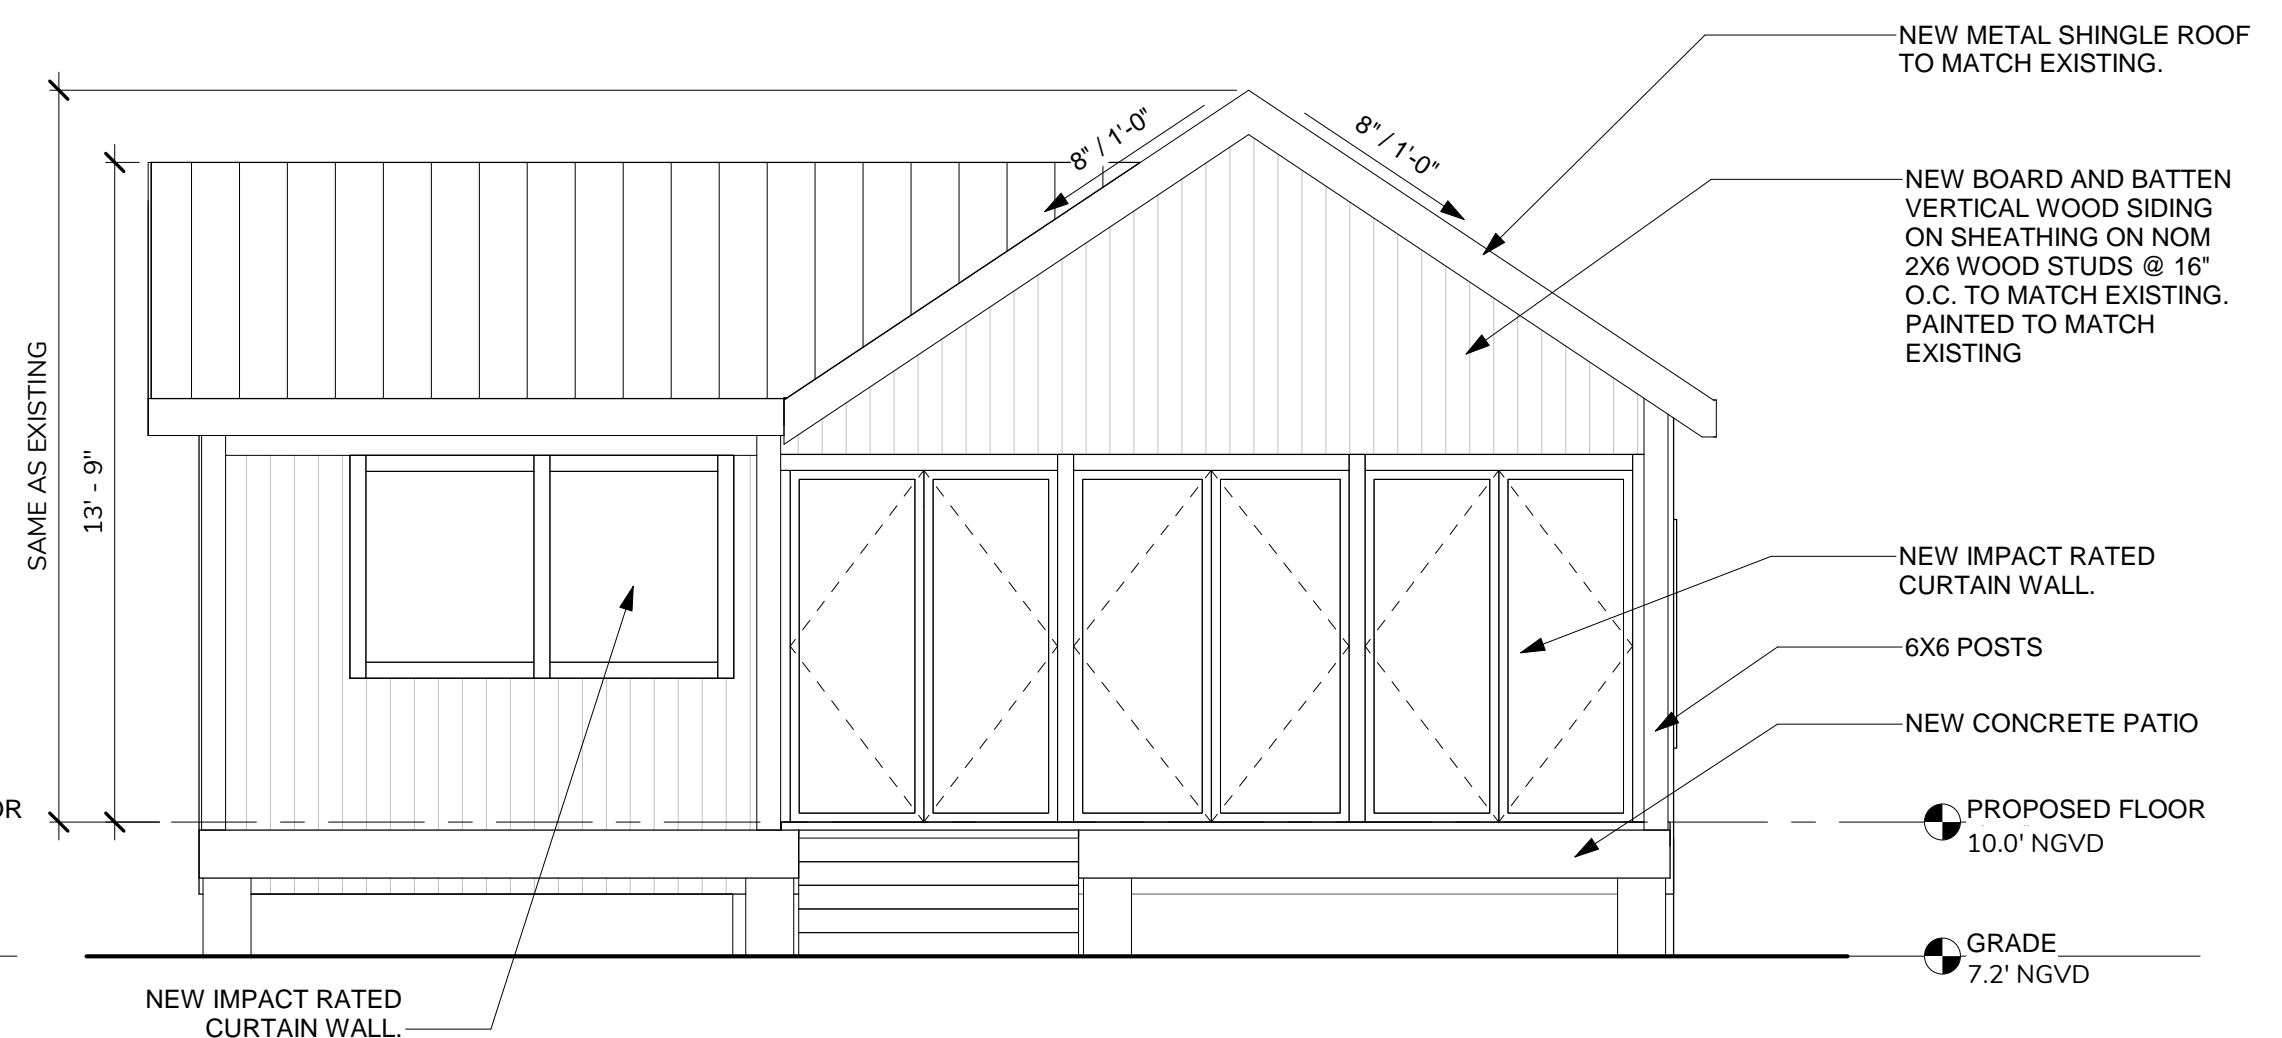 NEW METAL SHINGLE ROOF
TO MATCH EXISTING.
8" / 1'-0"
8" / 1'-0"
NEW BOARD AND BATTEN
VERTICAL WOOD SIDING
ON SHEATHING ON NOM
2X6 WOOD STUDS @ 16"
O.C. TO MATCH EXISTING.
PAINTED TO MATCH
EXISTING
SAME AS EXISTING
13' - 9"
NEW IMPACT RATED
CURTAIN WALL.
6X6 POSTS
NEW CONCRETE PATIO
OR
PROPOSED FLOOR
10.0' NGVD
GRADE
7.2' NGVD
NEW IMPACT RATED
CURTAIN WALL.